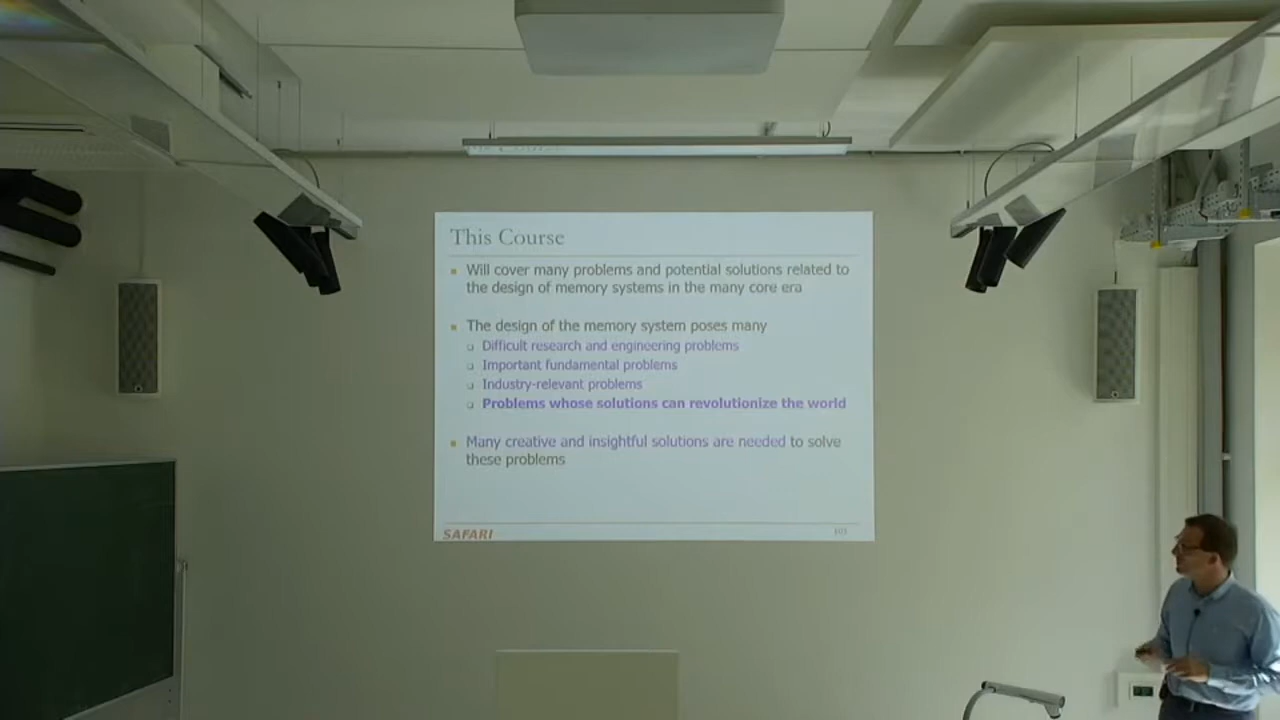 This Course
Will cover many problems and potential solutions related to
the design of memory systems in the many core era
The design of the memory system poses many
Difficult research and engineering problems
Important fundamental problems
Industry-relevant problems
Problems whose solutions can revolutionize the world
Many creative and insightful solutions are needed to solve
these problems
SAFARI